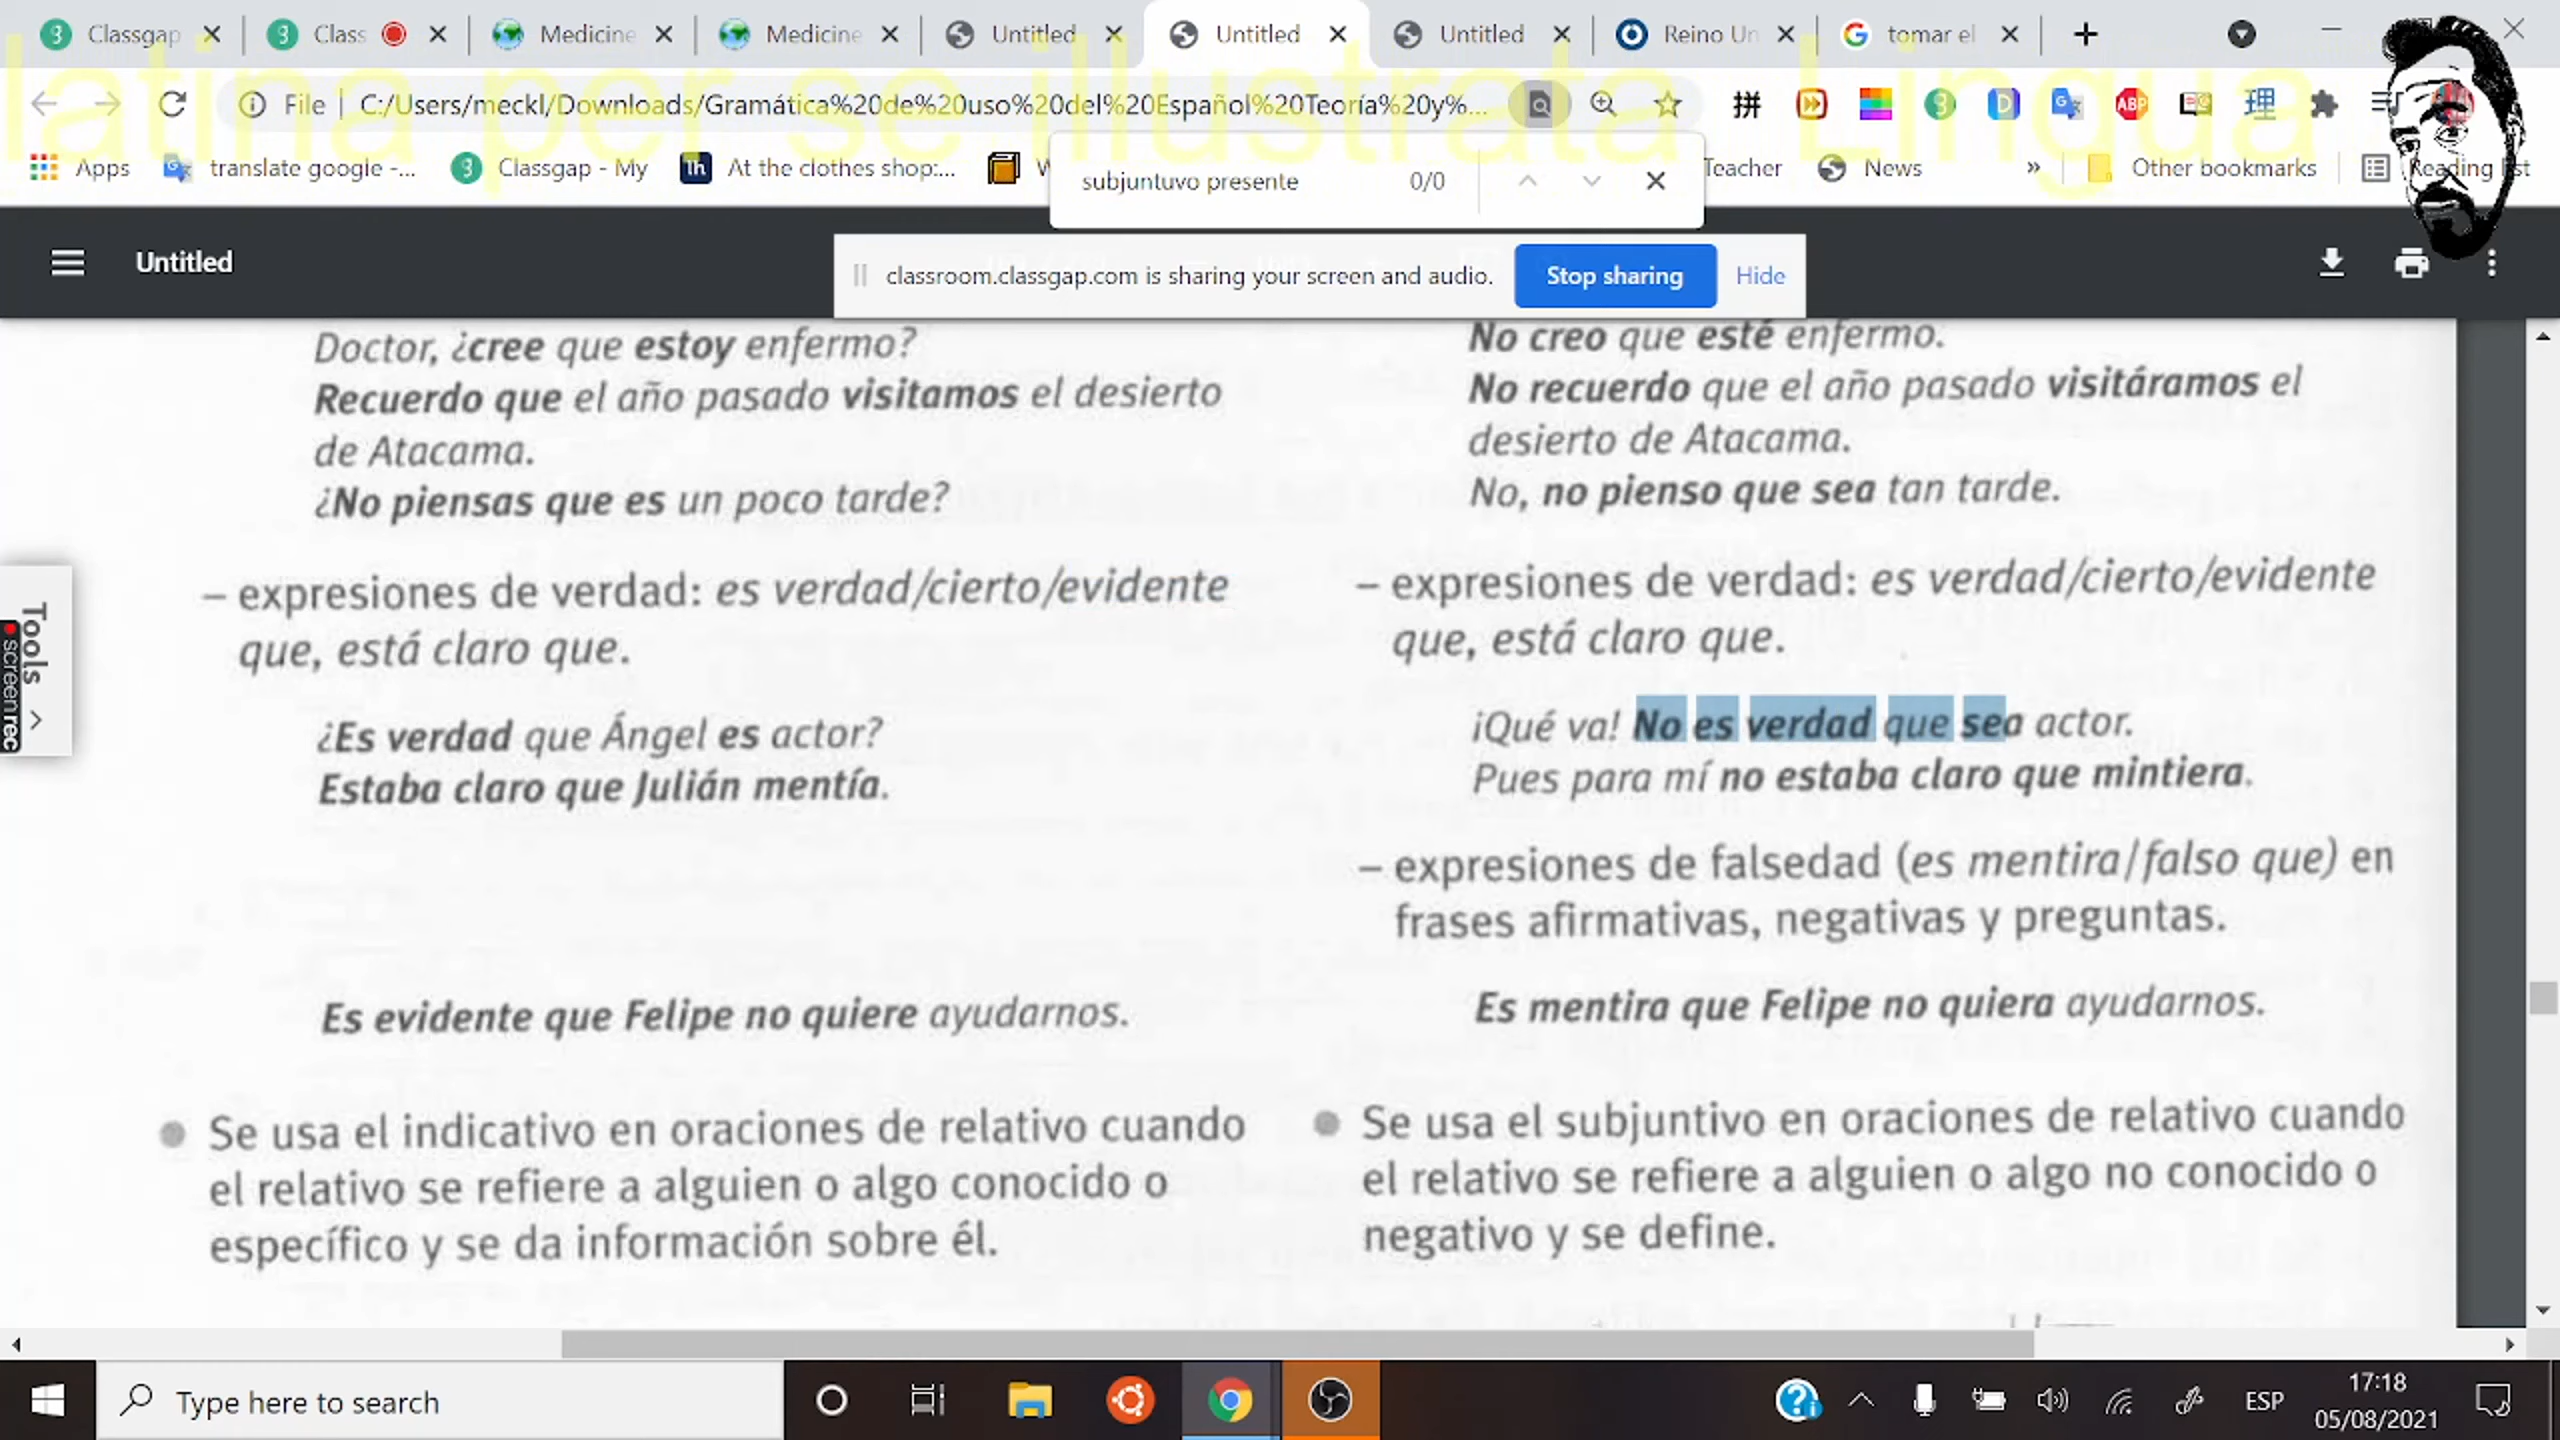 Classgap
Class
Medicine
Medicine
Untitled
Untitled
Untitled
Reino Un
tomar el
latina per se illustrata Lingua
File
C:/Users/meckl/Downloads/Gramática%20de%20uso%20del%20Español%20Teoría%20y%...
Apps
translate google -...
Classgap - My
At the clothes shop:...
Teacher
News
»
Other bookmarks
Reading list
subjuntuvo presente
0/0
Untitled
classroom.classgap.com is sharing your screen and audio.
Stop sharing
Hide
Tools
screenrec
Doctor, ¿cree que estoy enfermo?
Recuerdo que el año pasado visitamos el desierto
de Atacama.
¿No piensas que es un poco tarde?
– expresiones de verdad: es verdad/cierto/evidente
que, está claro que.
¿Es verdad que Ángel es actor?
Estaba claro que Julián mentía.
Es evidente que Felipe no quiere ayudarnos.
Se usa el indicativo en oraciones de relativo cuando
el relativo se refiere a alguien o algo conocido o
específico y se da información sobre él.
No creo que esté enfermo.
No recuerdo que el año pasado visitáramos el
desierto de Atacama.
No, no pienso que sea tan tarde.
– expresiones de verdad: es verdad/cierto/evidente
que, está claro que.
¡Qué va! No es verdad que sea actor.
Pues para mí no estaba claro que mintiera.
– expresiones de falsedad (es mentira/falso que) en
frases afirmativas, negativas y preguntas.
Es mentira que Felipe no quiera ayudarnos.
Se usa el subjuntivo en oraciones de relativo cuando
el relativo se refiere a alguien o algo no conocido o
negativo y se define.
Type here to search
ESP
17:18
05/08/2021